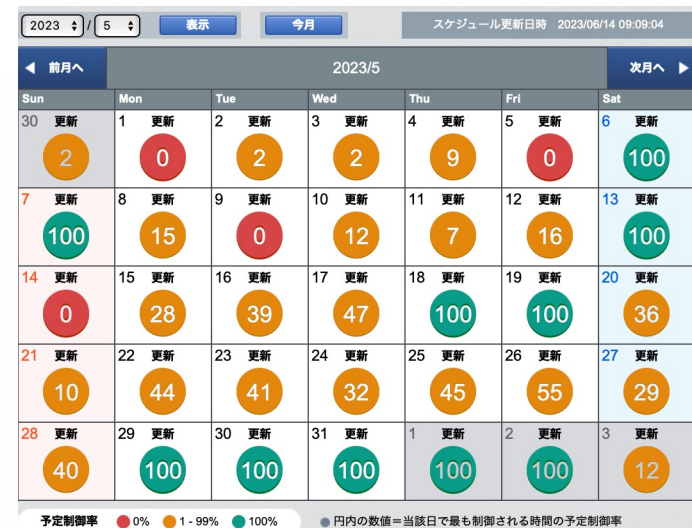 2023 / 5 表示 今月 スケジュール更新日時 2023/06/14 09:09:04
前月へ 2023/5 次月へ
Sun Mon Tue Wed Thu Fri Sat
30 更新 1 更新 2 更新 3 更新 4 更新 5 更新 6 更新
2 0 2 2 9 0 100
7 更新 8 更新 9 更新 10 更新 11 更新 12 更新 13 更新
100 15 0 12 7 16 100
14 更新 15 更新 16 更新 17 更新 18 更新 19 更新 20 更新
0 28 39 47 100 100 36
21 更新 22 更新 23 更新 24 更新 25 更新 26 更新 27 更新
10 44 41 32 45 55 29
28 更新 29 更新 30 更新 31 更新 1 更新 2 更新 3 更新
40 100 100 100 100 100 12
予定制御率 0% 1 - 99% 100% 円内の数値＝当該日で最も制御される時間の予定制御率